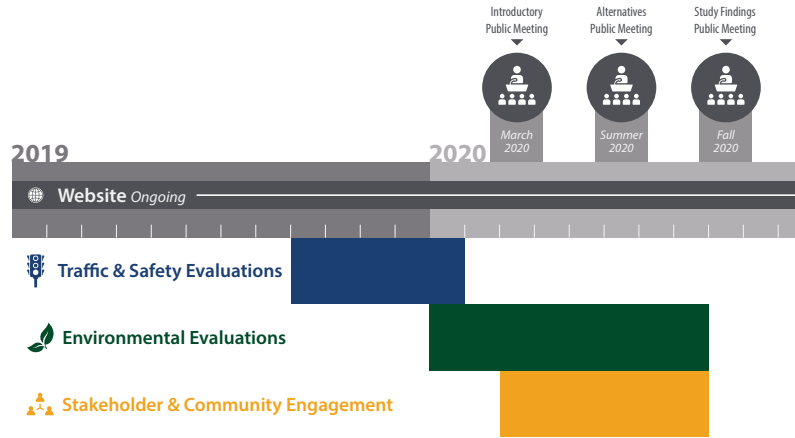 Introductory
Public Meeting
Alternatives
Public Meeting
Study Findings
Public Meeting
March
2020
Summer
2020
Fall
2020
2019
2020
Website Ongoing
Traffic & Safety Evaluations
Environmental Evaluations
Stakeholder & Community Engagement